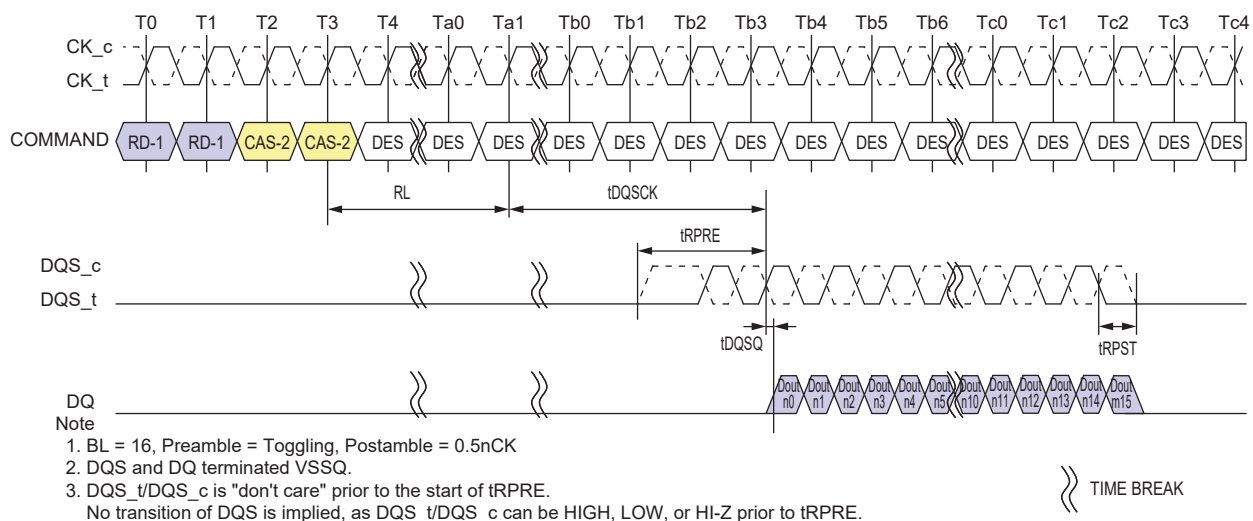 T0 T1 T2 T3 T4 Ta0 Ta1 Tb0 Tb1 Tb2 Tb3 Tb4 Tb5 Tb6 Tc0 Tc1 Tc2 Tc3 Tc4
CK_c
CK_t
COMMAND RD-1 RD-1 CAS-2 CAS-2 DES DES DES DES DES DES DES DES DES DES DES DES DES DES DES
RL tDQSCK
tRPRE
DQS_c
DQS_t
tDQSQ tRPST
DQ Dout n0 Dout n1 Dout n2 Dout n3 Dout n4 Dout n5 Dout n10 Dout n11 Dout n12 Dout n13 Dout n14 Dout m15
Note
1. BL = 16, Preamble = Toggling, Postamble = 0.5nCK
2. DQS and DQ terminated VSSQ.
3. DQS_t/DQS_c is "don't care" prior to the start of tRPRE.
No transition of DQS is implied, as DQS_t/DQS_c can be HIGH, LOW, or HI-Z prior to tRPRE.
TIME BREAK